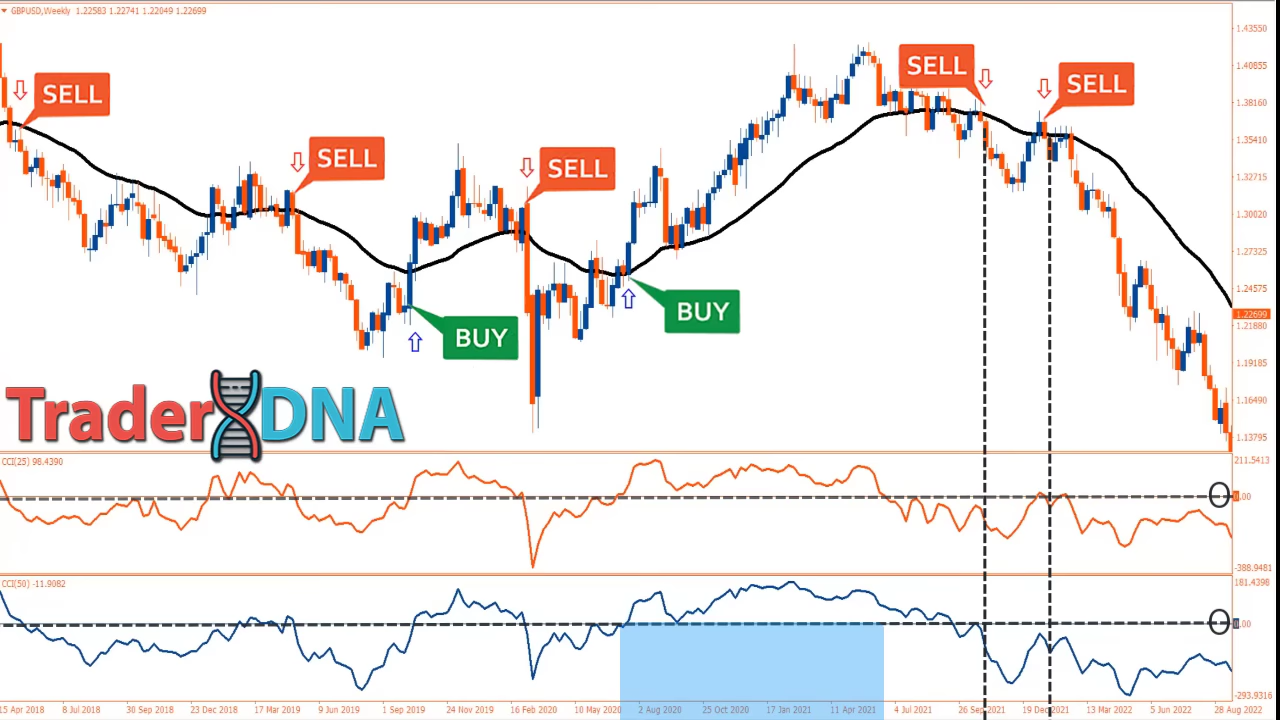 GBPUSD,Weekly 1.22583 1.22741 1.22049 1.22699
1.43550
1.40855
1.38160
1.35410
1.32715
1.30020
1.27325
1.24575
1.22699
1.21880
1.19185
1.16490
1.13795
SELL
SELL
SELL
SELL
SELL
BUY
BUY
TraderDNA
CCI(25) 98.4390
211.5413
0.00
-388.9481
CCI(50) -11.9082
181.4398
0.00
-293.9316
15 Apr 2018
8 Jul 2018
30 Sep 2018
23 Dec 2018
17 Mar 2019
9 Jun 2019
1 Sep 2019
24 Nov 2019
16 Feb 2020
10 May 2020
2 Aug 2020
25 Oct 2020
17 Jan 2021
11 Apr 2021
4 Jul 2021
26 Sep 2021
19 Dec 2021
13 Mar 2022
5 Jun 2022
28 Aug 2022